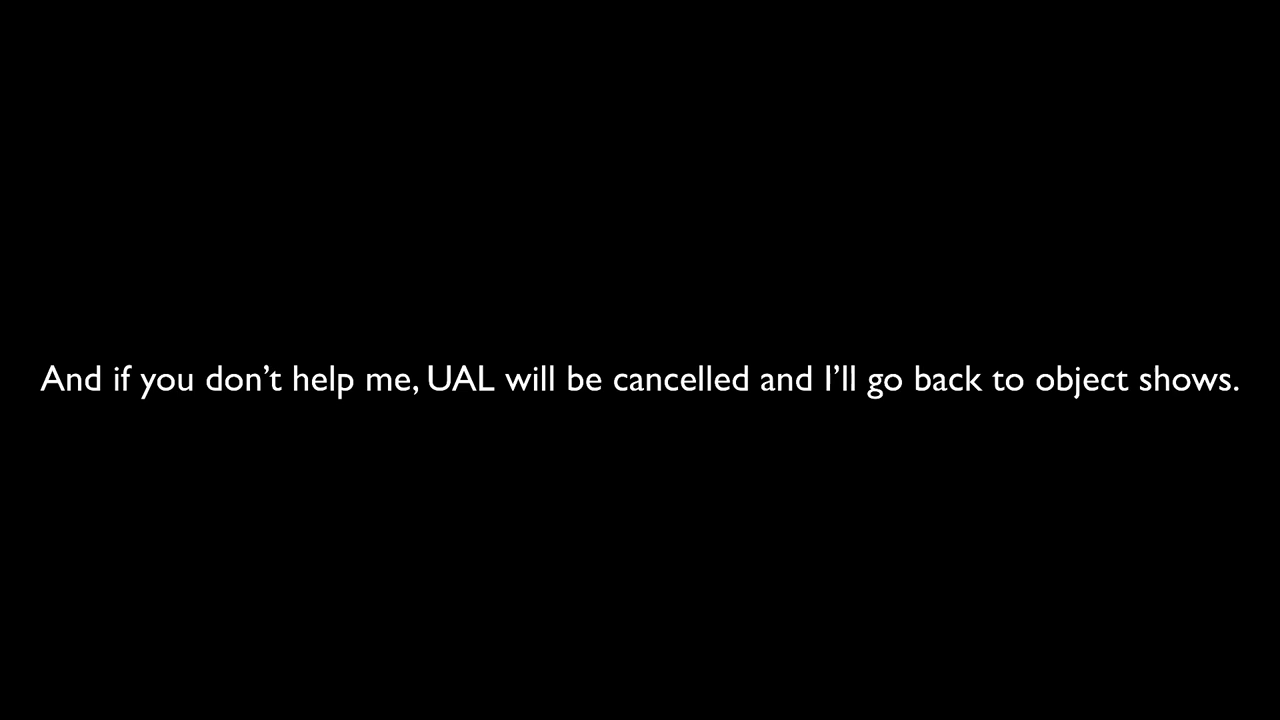 And if you don’t help me, UAL will be cancelled and I’ll go back to object shows.